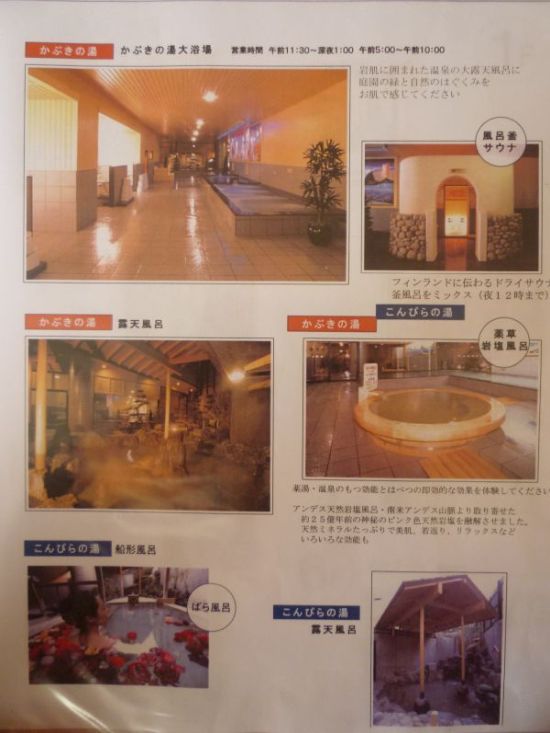 かぶきの湯 かぶきの湯大浴場 営業時間 午前11:30～深夜1:00 午前5:00～午前10:00
岩肌に囲まれた温泉の大露天風呂に
庭園の緑と自然のはぐくみを
お肌で感じてください
風呂釜
サウナ
フィンランドに伝わるドライサウナ
釜風呂をミックス（夜12時まで）
かぶきの湯 露天風呂
かぶきの湯 こんぴらの湯
薬草
岩塩風呂
薬湯・温泉のもつ効能とはべつの即効的な効果を体験してください
アンデス天然岩塩風呂・南米アンデス山脈より取り寄せた
約25億年前の神秘のピンク色天然岩塩を融解させました。
天然ミネラルたっぷりで美肌、若返り、リラックスなど
いろいろな効能も
こんぴらの湯 船形風呂
ばら風呂
こんぴらの湯
露天風呂